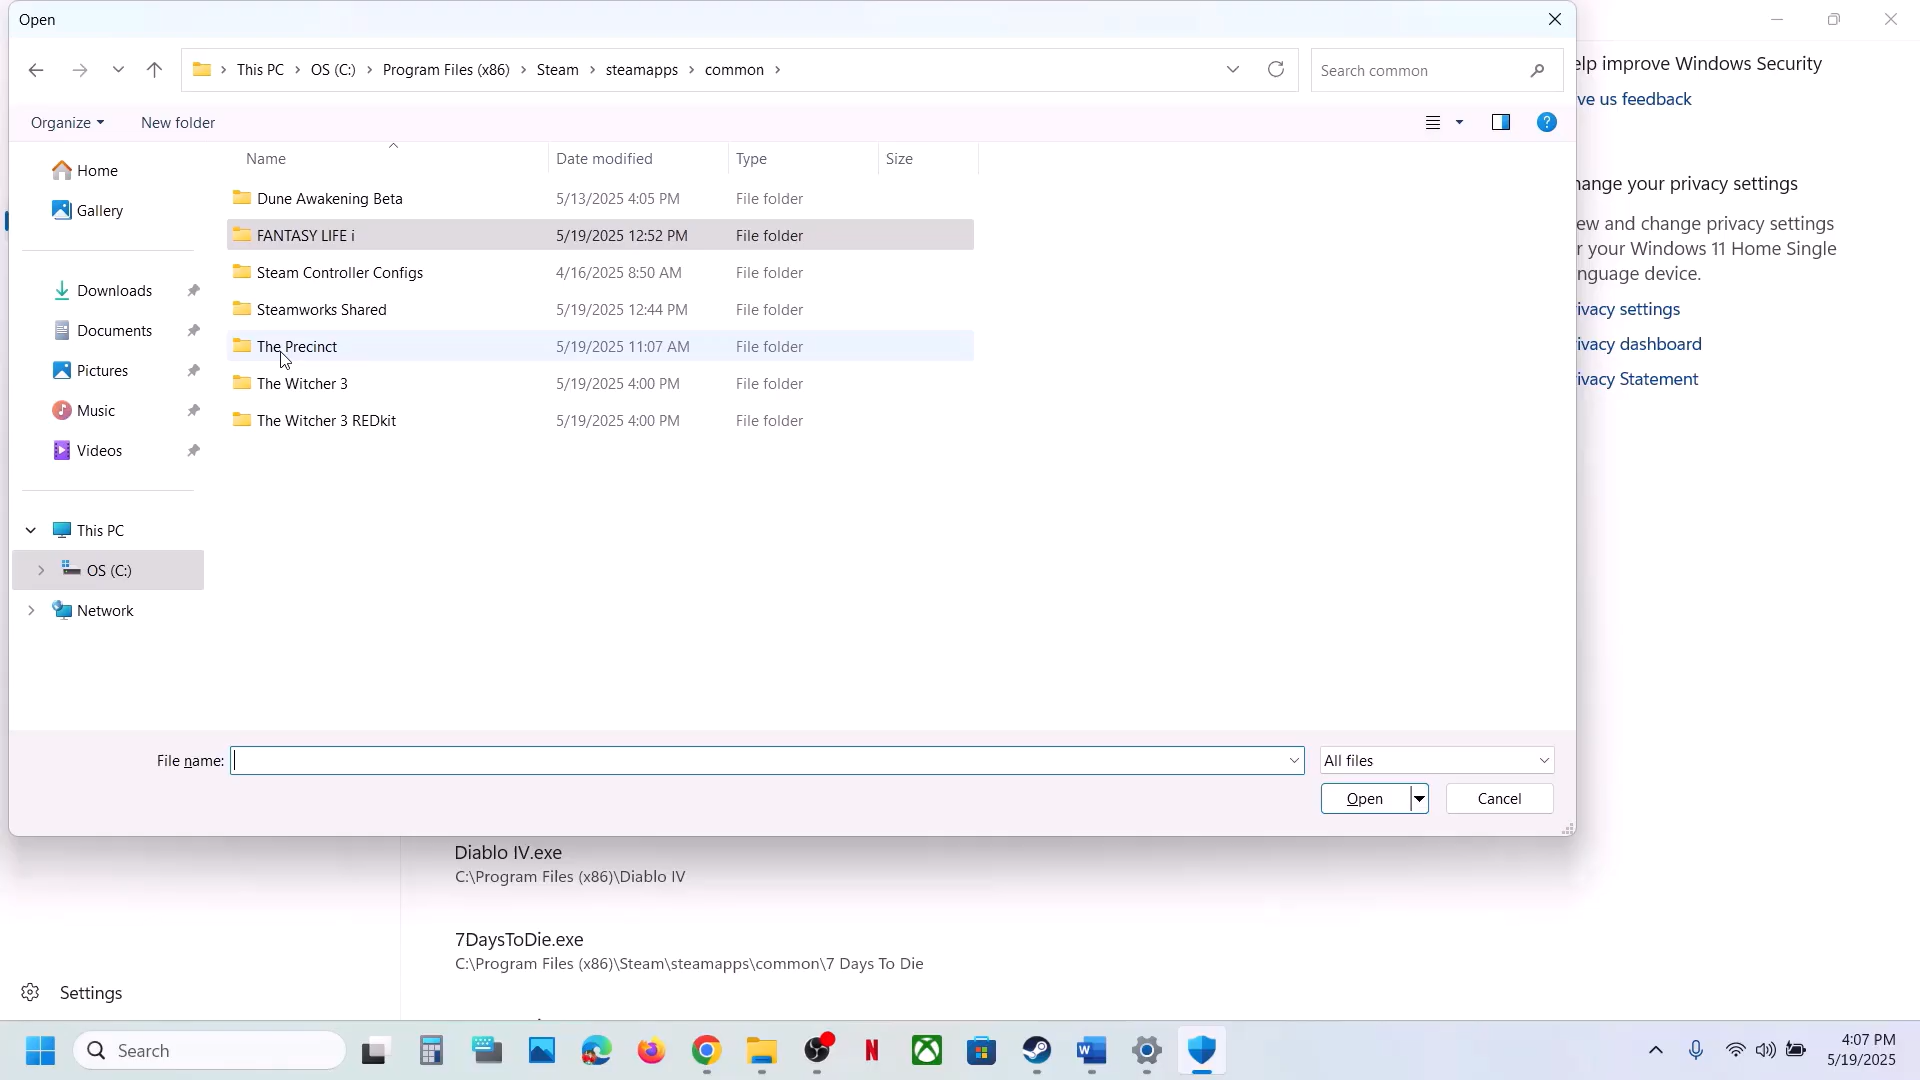 Open
This PC > OS (C:) > Program Files (x86) > Steam > steamapps > common >
Search common
Organize
New folder
Name
Date modified
Type
Size
Home
Gallery
Downloads
Documents
Pictures
Music
Videos
This PC
OS (C:)
Network
Dune Awakening Beta 5/13/2025 4:05 PM File folder
FANTASY LIFE i 5/19/2025 12:52 PM File folder
Steam Controller Configs 4/16/2025 8:50 AM File folder
Steamworks Shared 5/19/2025 12:44 PM File folder
The Precinct 5/19/2025 11:07 AM File folder
The Witcher 3 5/19/2025 4:00 PM File folder
The Witcher 3 REDkit 5/19/2025 4:00 PM File folder
File name:
All files
Open
Cancel
elp improve Windows Security
ve us feedback
hange your privacy settings
ew and change privacy settings
r your Windows 11 Home Single
nguage device.
ivacy settings
ivacy dashboard
ivacy Statement
Diablo IV.exe
C:\Program Files (x86)\Diablo IV
7DaysToDie.exe
C:\Program Files (x86)\Steam\steamapps\common\7 Days To Die
Settings
Search
4:07 PM
5/19/2025